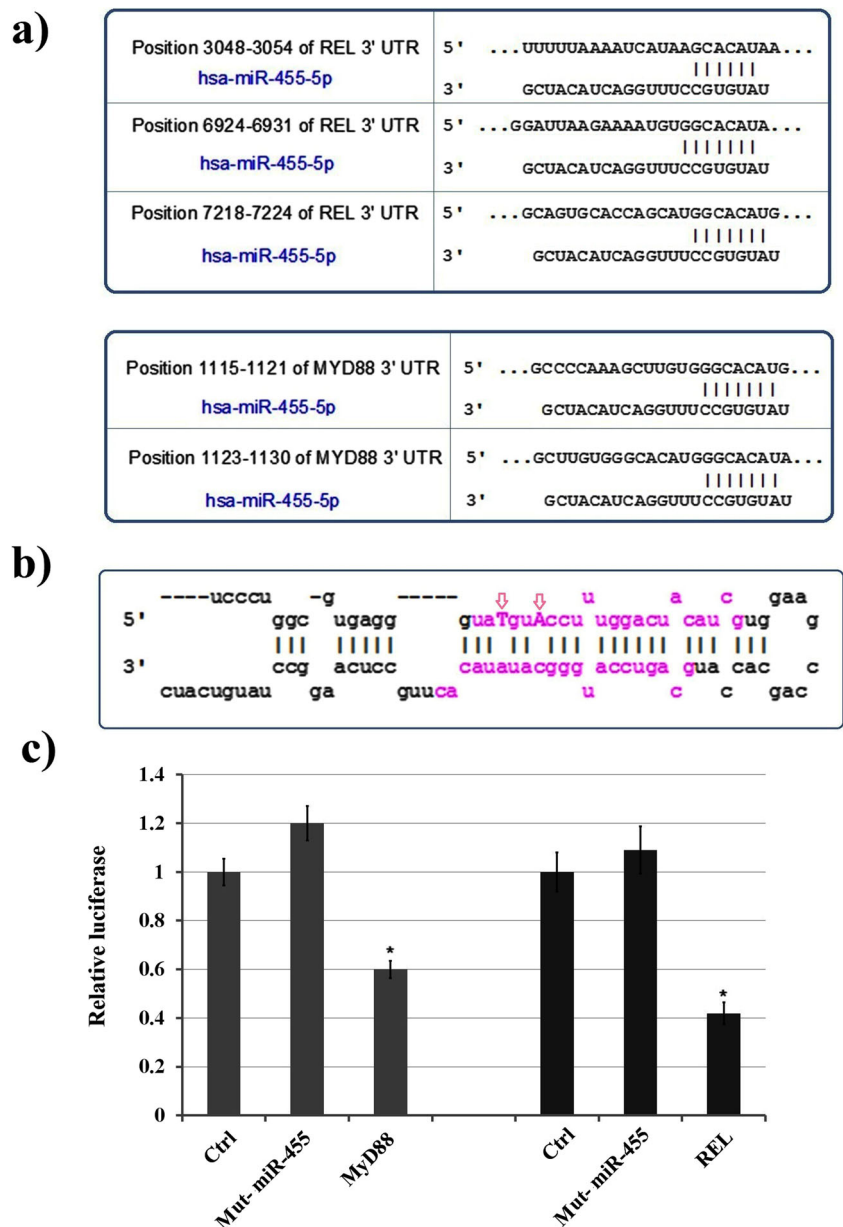 a)
Position 3048-3054 of REL 3' UTR
hsa-miR-455-5p
5' ...UUUUUAAAAUCAUAAGCACAUAA...
||||||
3' GCUACAUCAGGUUUCCGUGUAU
Position 6924-6931 of REL 3' UTR
hsa-miR-455-5p
5' ...GGAUUAAGAAAAUGUGGCACAUA...
|||||||
3' GCUACAUCAGGUUUCCGUGUAU
Position 7218-7224 of REL 3' UTR
hsa-miR-455-5p
5' ...GCAGUGCACCAGCAUGGCACAUG...
|||||||
3' GCUACAUCAGGUUUCCGUGUAU
Position 1115-1121 of MYD88 3' UTR
hsa-miR-455-5p
5' ...GCCCCAAAGCUUGUGGGCACAUG...
|||||||
3' GCUACAUCAGGUUUCCGUGUAU
Position 1123-1130 of MYD88 3' UTR
hsa-miR-455-5p
5' ...GCUUGUGGGCACAUGGGCACAUA...
|||||||
3' GCUACAUCAGGUUUCCGUGUAU
b)
----ucccu -g ----- u a c gaa
5' ggc ugagg guaTguAccu uggacu cau gug g
||| ||||| ||| || ||| |||||| ||| |||
3' ccg acucc cauauacggg accuga gua cac c
cuacuguau ga guuca u c c gac
c)
Relative luciferase
1.4
1.2
1
0.8
0.6
0.4
0.2
0
*
*
Ctrl
Mut- miR-455
MyD88
Ctrl
Mut- miR-455
REL